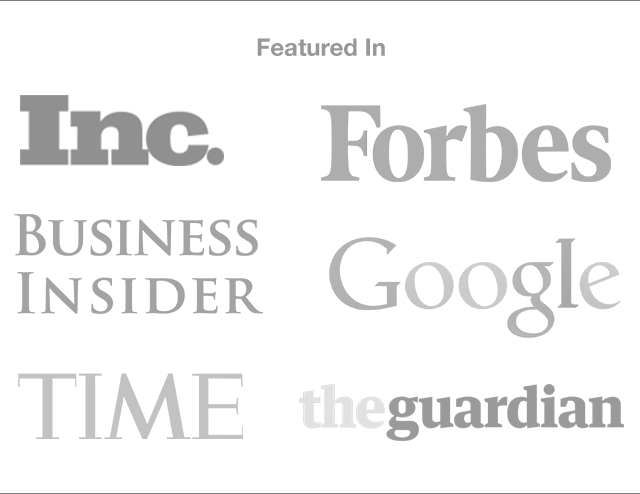 Featured In
Inc.
Forbes
BUSINESS
INSIDER
Google
TIME
theguardian